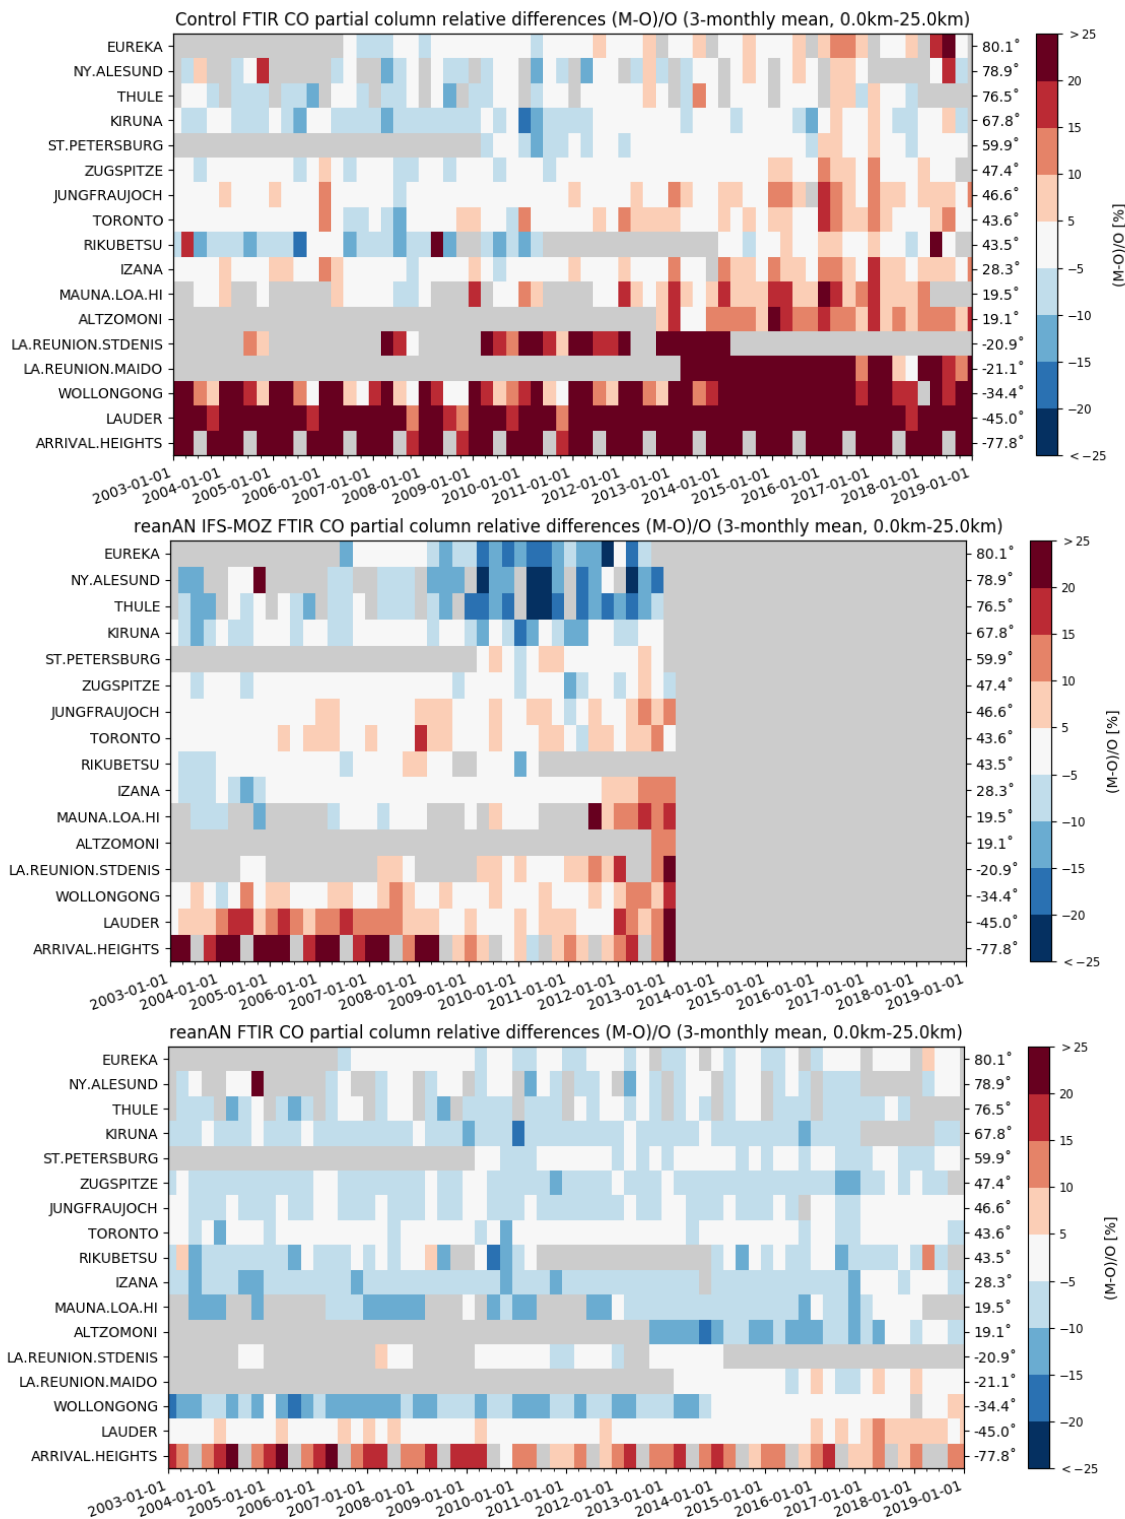 Control FTIR CO partial column relative differences (M-O)/O (3-monthly mean, 0.0km-25.0km)
EUREKA 80.1° >25
NY.ALESUND 78.9° 20
THULE 76.5°
KIRUNA 67.8° 15
ST.PETERSBURG 59.9°
ZUGSPITZE 47.4° 10
JUNGFRAUJOCH 46.6°
TORONTO 43.6° 5
RIKUBETSU 43.5° (M-O)/O [%]
IZANA 28.3° −5
MAUNA.LOA.HI 19.5°
ALTZOMONI 19.1° −10
LA.REUNION.STDENIS -20.9°
LA.REUNION.MAIDO -21.1° −15
WOLLONGONG -34.4°
LAUDER -45.0° −20
ARRIVAL.HEIGHTS -77.8° <−25
2003-01-01 2004-01-01 2005-01-01 2006-01-01 2007-01-01 2008-01-01 2009-01-01 2010-01-01 2011-01-01 2012-01-01 2013-01-01 2014-01-01 2015-01-01 2016-01-01 2017-01-01 2018-01-01 2019-01-01
reanAN IFS-MOZ FTIR CO partial column relative differences (M-O)/O (3-monthly mean, 0.0km-25.0km)
EUREKA 80.1° >25
NY.ALESUND 78.9° 20
THULE 76.5°
KIRUNA 67.8° 15
ST.PETERSBURG 59.9°
ZUGSPITZE 47.4° 10
JUNGFRAUJOCH 46.6°
TORONTO 43.6° 5
RIKUBETSU 43.5° (M-O)/O [%]
IZANA 28.3° −5
MAUNA.LOA.HI 19.5°
ALTZOMONI 19.1° −10
LA.REUNION.STDENIS -20.9° −15
WOLLONGONG -34.4°
LAUDER -45.0° −20
ARRIVAL.HEIGHTS -77.8° <−25
2003-01-01 2004-01-01 2005-01-01 2006-01-01 2007-01-01 2008-01-01 2009-01-01 2010-01-01 2011-01-01 2012-01-01 2013-01-01 2014-01-01 2015-01-01 2016-01-01 2017-01-01 2018-01-01 2019-01-01
reanAN FTIR CO partial column relative differences (M-O)/O (3-monthly mean, 0.0km-25.0km)
EUREKA 80.1° >25
NY.ALESUND 78.9° 20
THULE 76.5°
KIRUNA 67.8° 15
ST.PETERSBURG 59.9°
ZUGSPITZE 47.4° 10
JUNGFRAUJOCH 46.6°
TORONTO 43.6° 5
RIKUBETSU 43.5° (M-O)/O [%]
IZANA 28.3° −5
MAUNA.LOA.HI 19.5°
ALTZOMONI 19.1° −10
LA.REUNION.STDENIS -20.9°
LA.REUNION.MAIDO -21.1° −15
WOLLONGONG -34.4°
LAUDER -45.0° −20
ARRIVAL.HEIGHTS -77.8° <−25
2003-01-01 2004-01-01 2005-01-01 2006-01-01 2007-01-01 2008-01-01 2009-01-01 2010-01-01 2011-01-01 2012-01-01 2013-01-01 2014-01-01 2015-01-01 2016-01-01 2017-01-01 2018-01-01 2019-01-01